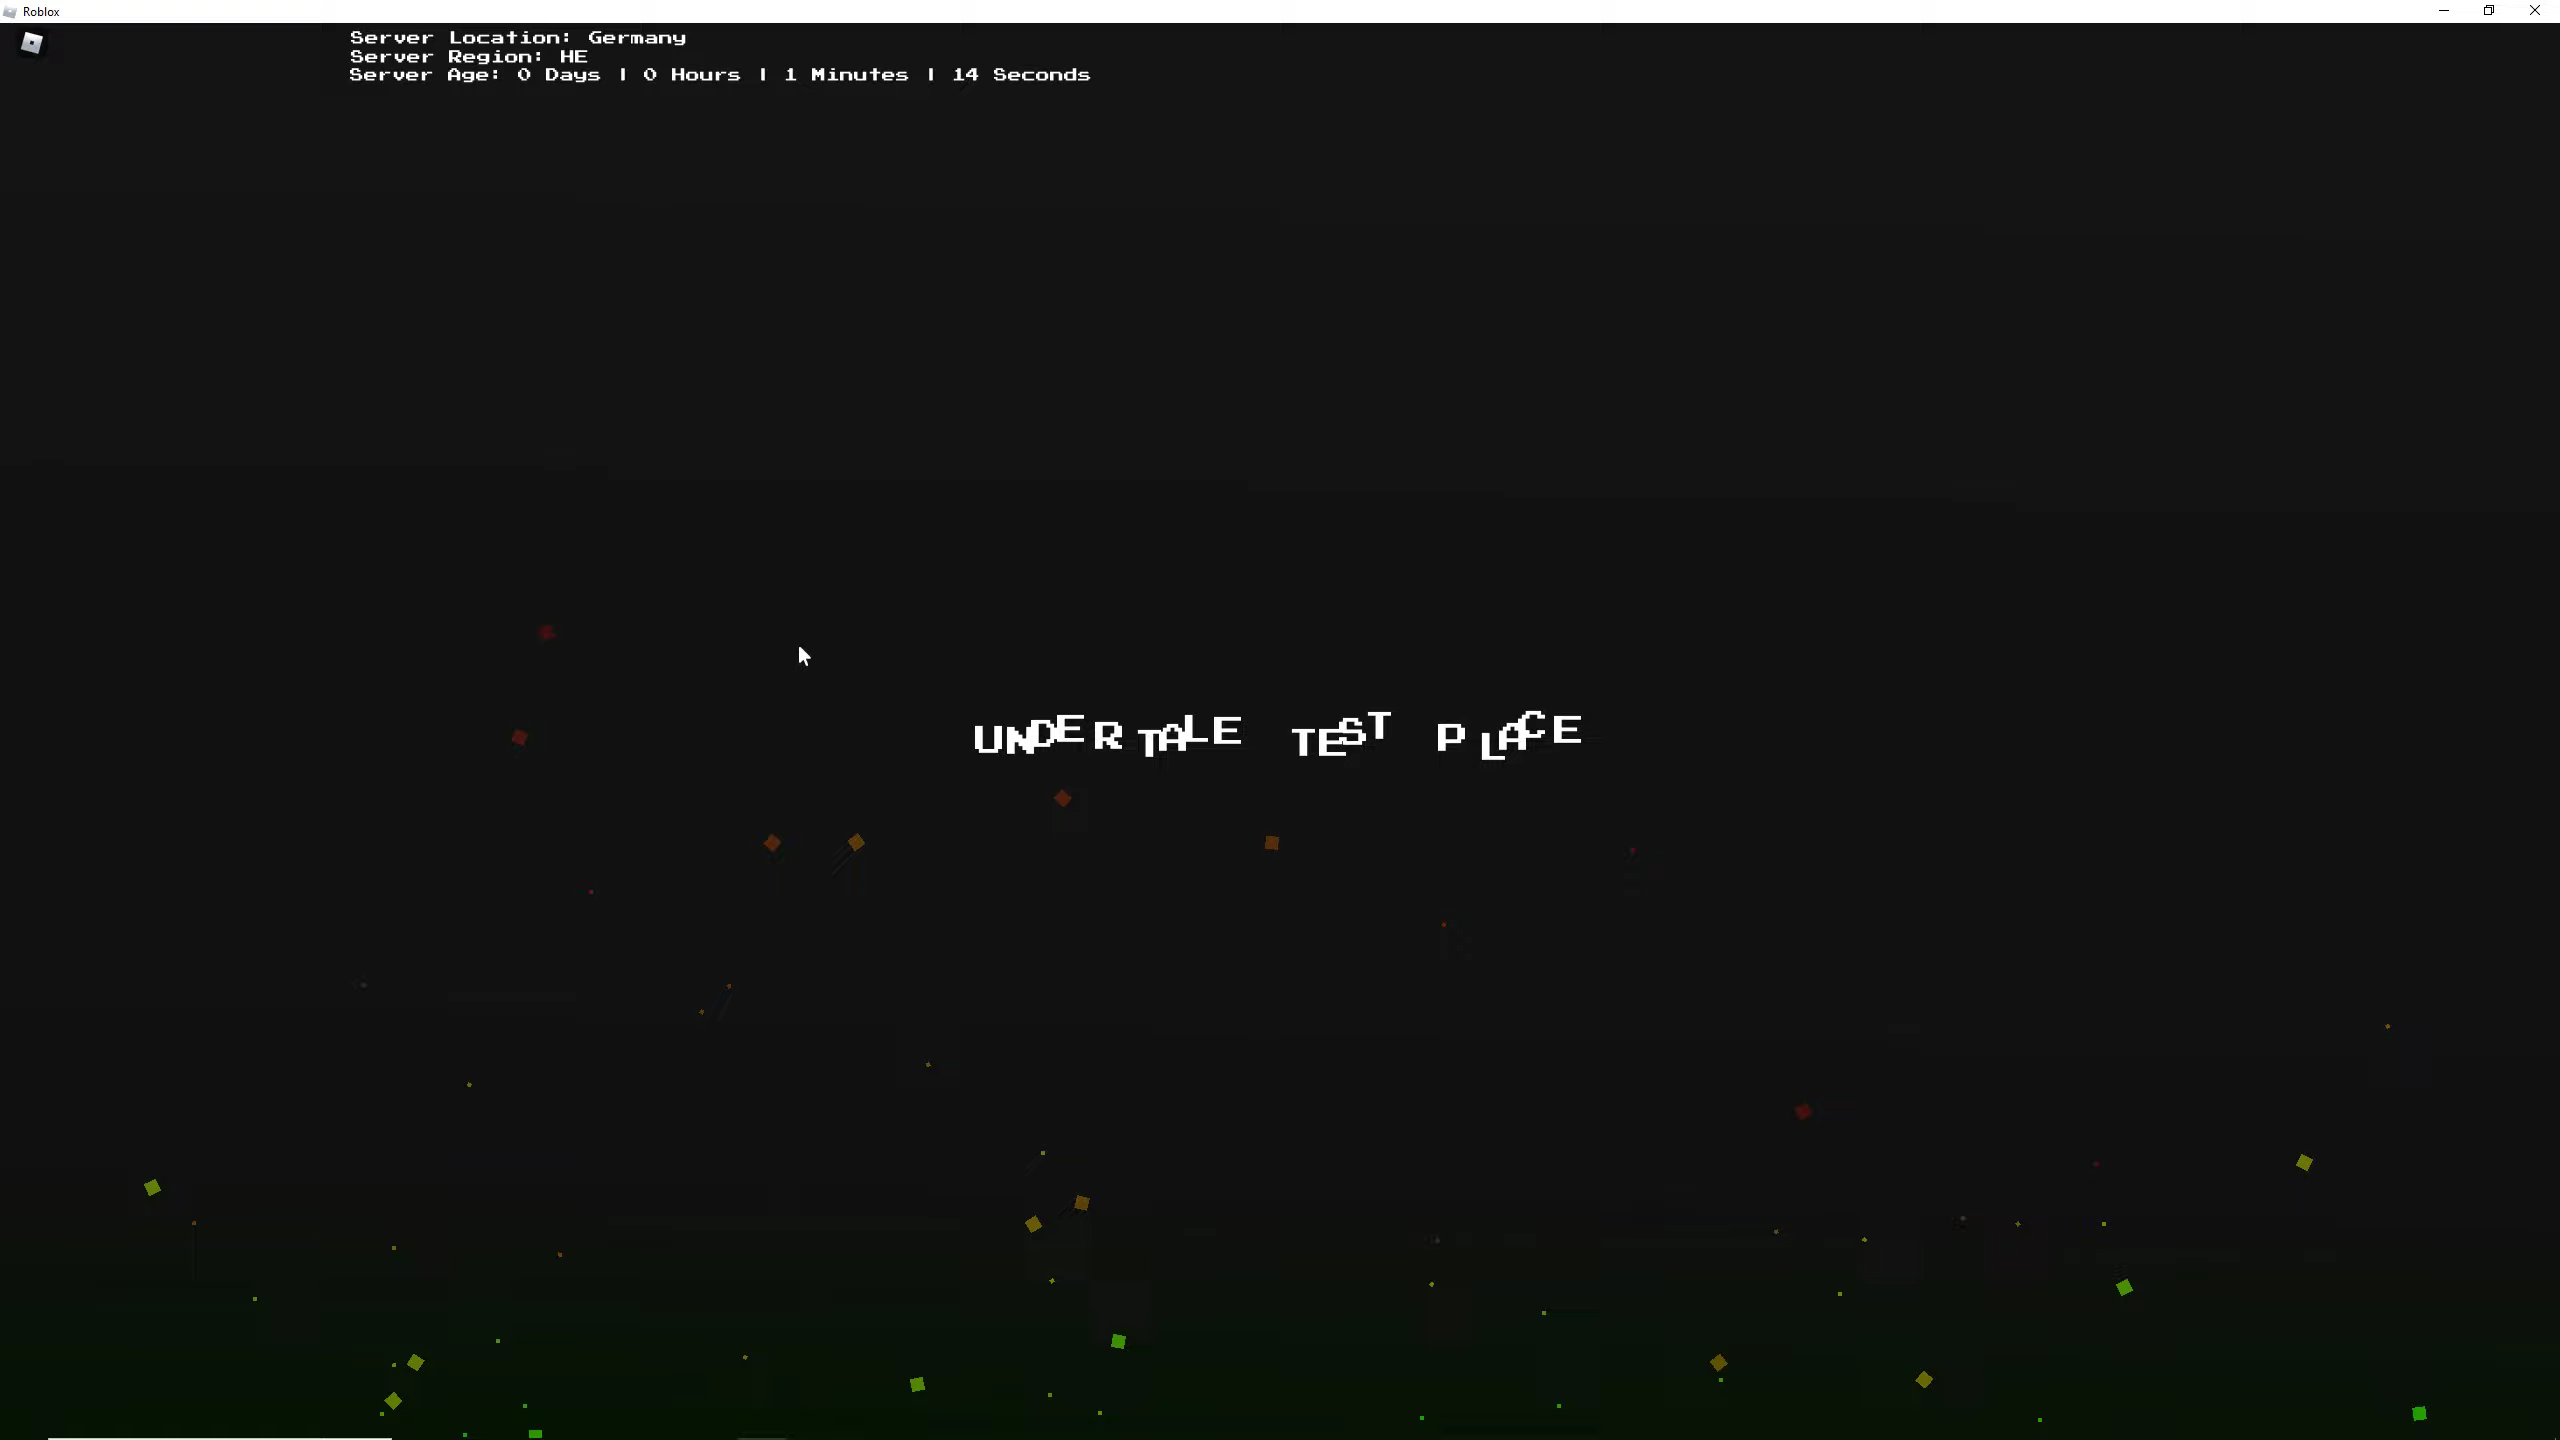 Roblox
Server Location: Germany
Server Region: HE
Server Age: 0 Days | 0 Hours | 1 Minutes | 14 Seconds
UNDERTALE TEST PLACE